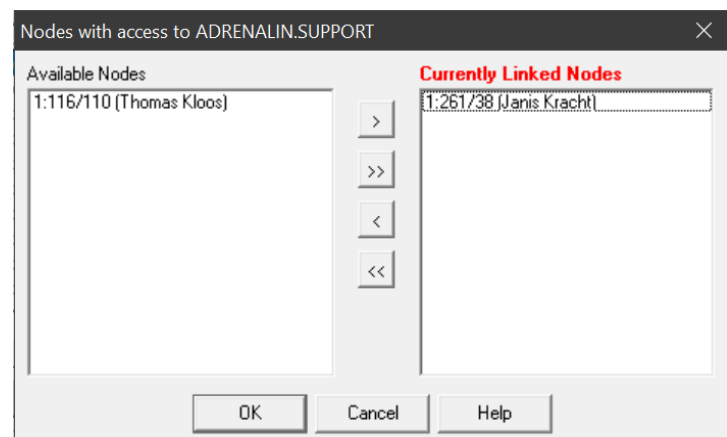 Nodes with access to ADRENALIN.SUPPORT
Available Nodes
1:116/110 (Thomas Kloos)
Currently Linked Nodes
1:261/38 (Janis Kracht)
>
>>
<
<<
OK
Cancel
Help